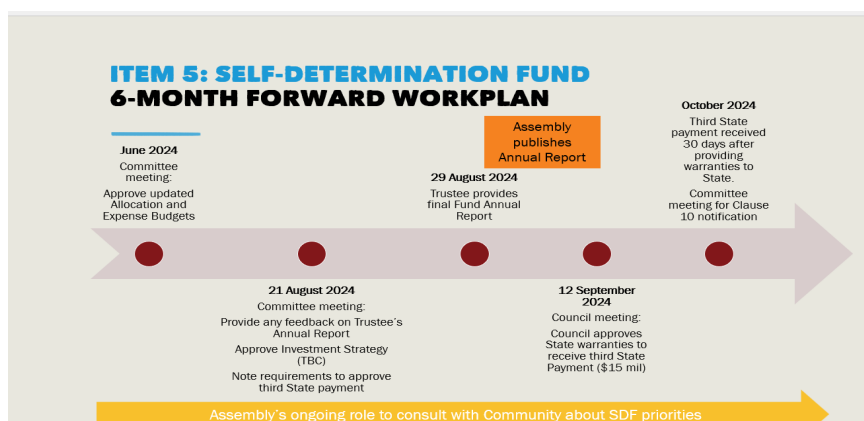 ITEM 5: SELF-DETERMINATION FUND
6-MONTH FORWARD WORKPLAN
June 2024
Committee
meeting:
Approve updated
Allocation and
Expense Budgets
21 August 2024
Committee meeting:
Provide any feedback on Trustee's
Annual Report
Approve Investment Strategy
(TBC)
Note requirements to approve
third State payment
Assembly
publishes
Annual Report
29 August 2024
Trustee provides
final Fund Annual
Report
12 September
2024
Council meeting:
Council approves
State warranties to
receive third State
Payment ($15 mil)
October 2024
Third State
payment received
30 days after
providing
warranties to
State.
Committee
meeting for Clause
10 notification
Assembly's ongoing role to consult with Community about SDF priorities